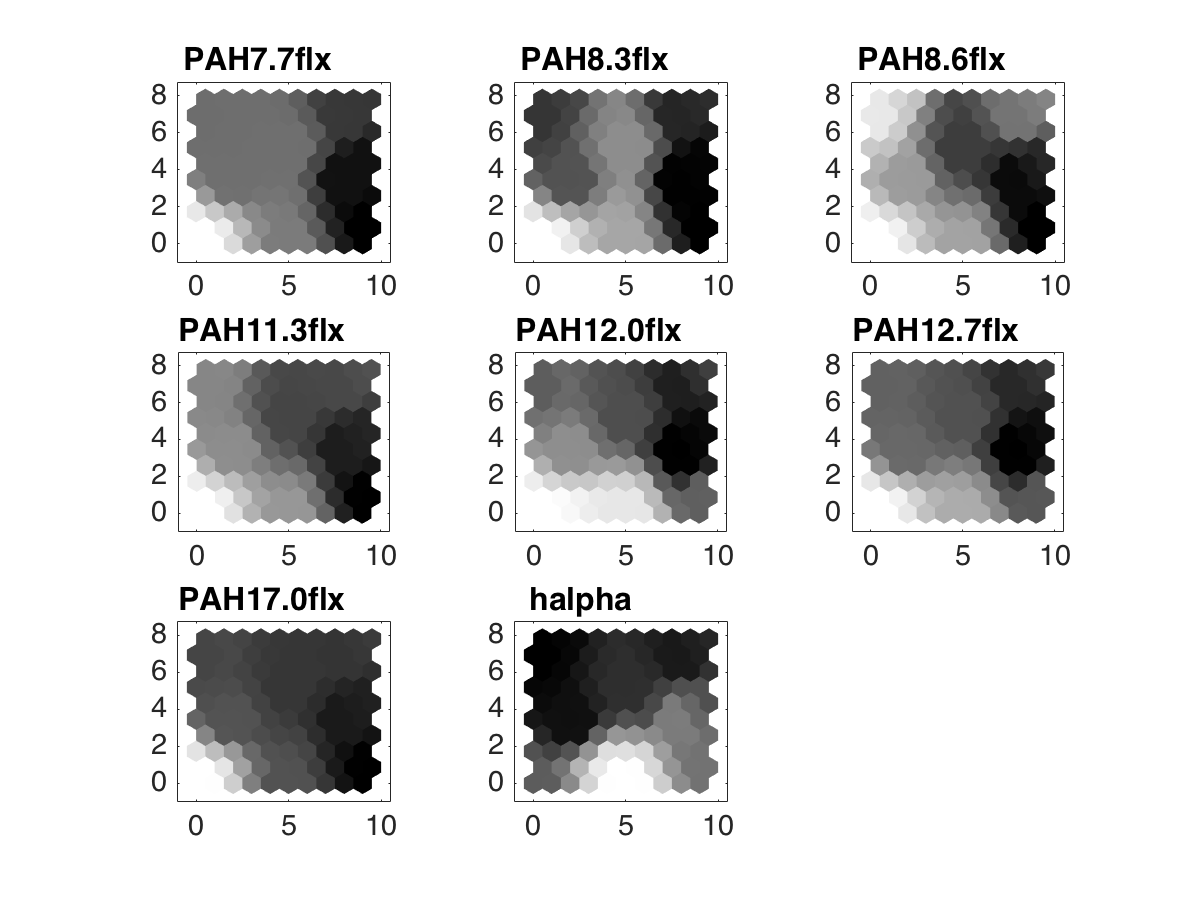 PAH7.7flx PAH8.3flx PAH8.6flx
8 8 8
6 6 6
4 4 4
2 2 2
0 0 0
0 5 10 0 5 10 0 5 10
PAH11.3flx PAH12.0flx PAH12.7flx
8 8 8
6 6 6
4 4 4
2 2 2
0 0 0
0 5 10 0 5 10 0 5 10
PAH17.0flx halpha
8 8
6 6
4 4
2 2
0 0
0 5 10 0 5 10